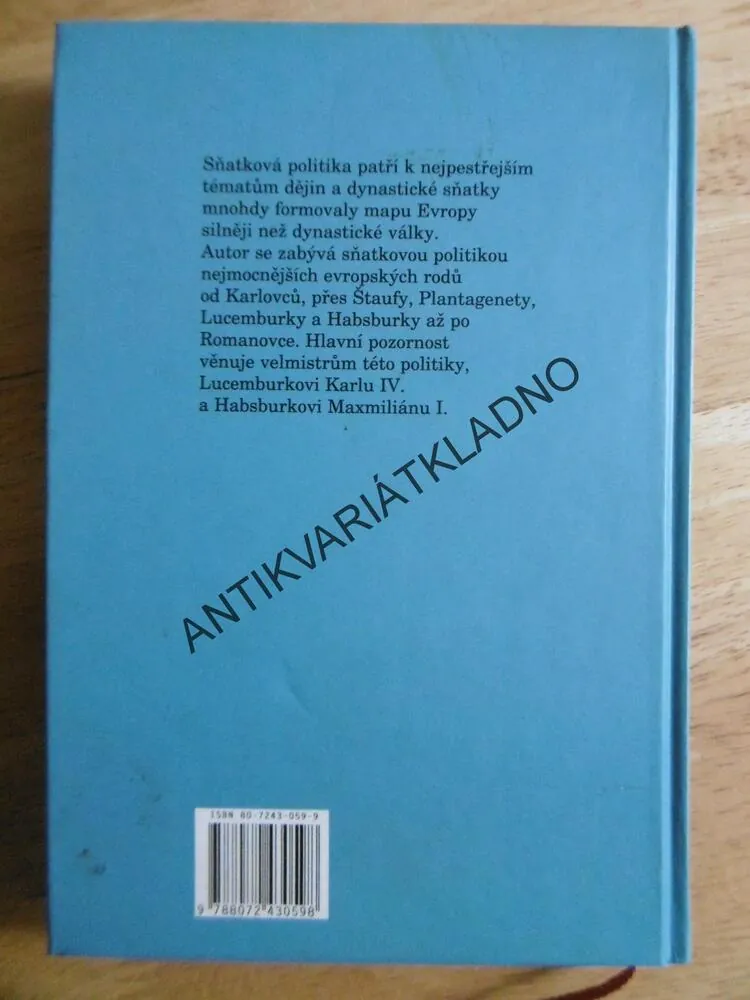 Sňatková politika patří k nejpestřejším
tématům dějin a dynastické sňatky
mnohdy formovaly mapu Evropy
silněji než dynastické války.
Autor se zabývá sňatkovou politikou
nejmocnějších evropských rodů
od Karlovců, přes Štaufy, Plantagenety,
Lucemburky a Habsburky až po
Romanovce. Hlavní pozornost
věnuje velmistrům této politiky,
Lucemburkovi Karlu IV.
a Habsburkovi Maxmiliánu I.
ANTIKVARIÁTKLADNO
ISBN 80-7243-059-9
9 788072 430598